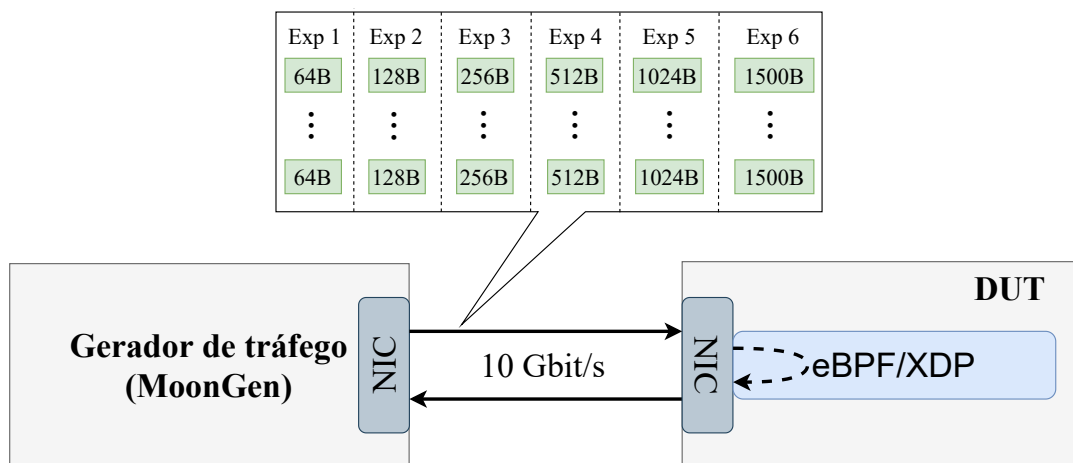 Exp 1 Exp 2 Exp 3 Exp 4 Exp 5 Exp 6
64B 128B 256B 512B 1024B 1500B
64B 128B 256B 512B 1024B 1500B
DUT
Gerador de tráfego
(MoonGen)
NIC
10 Gbit/s
NIC
eBPF/XDP